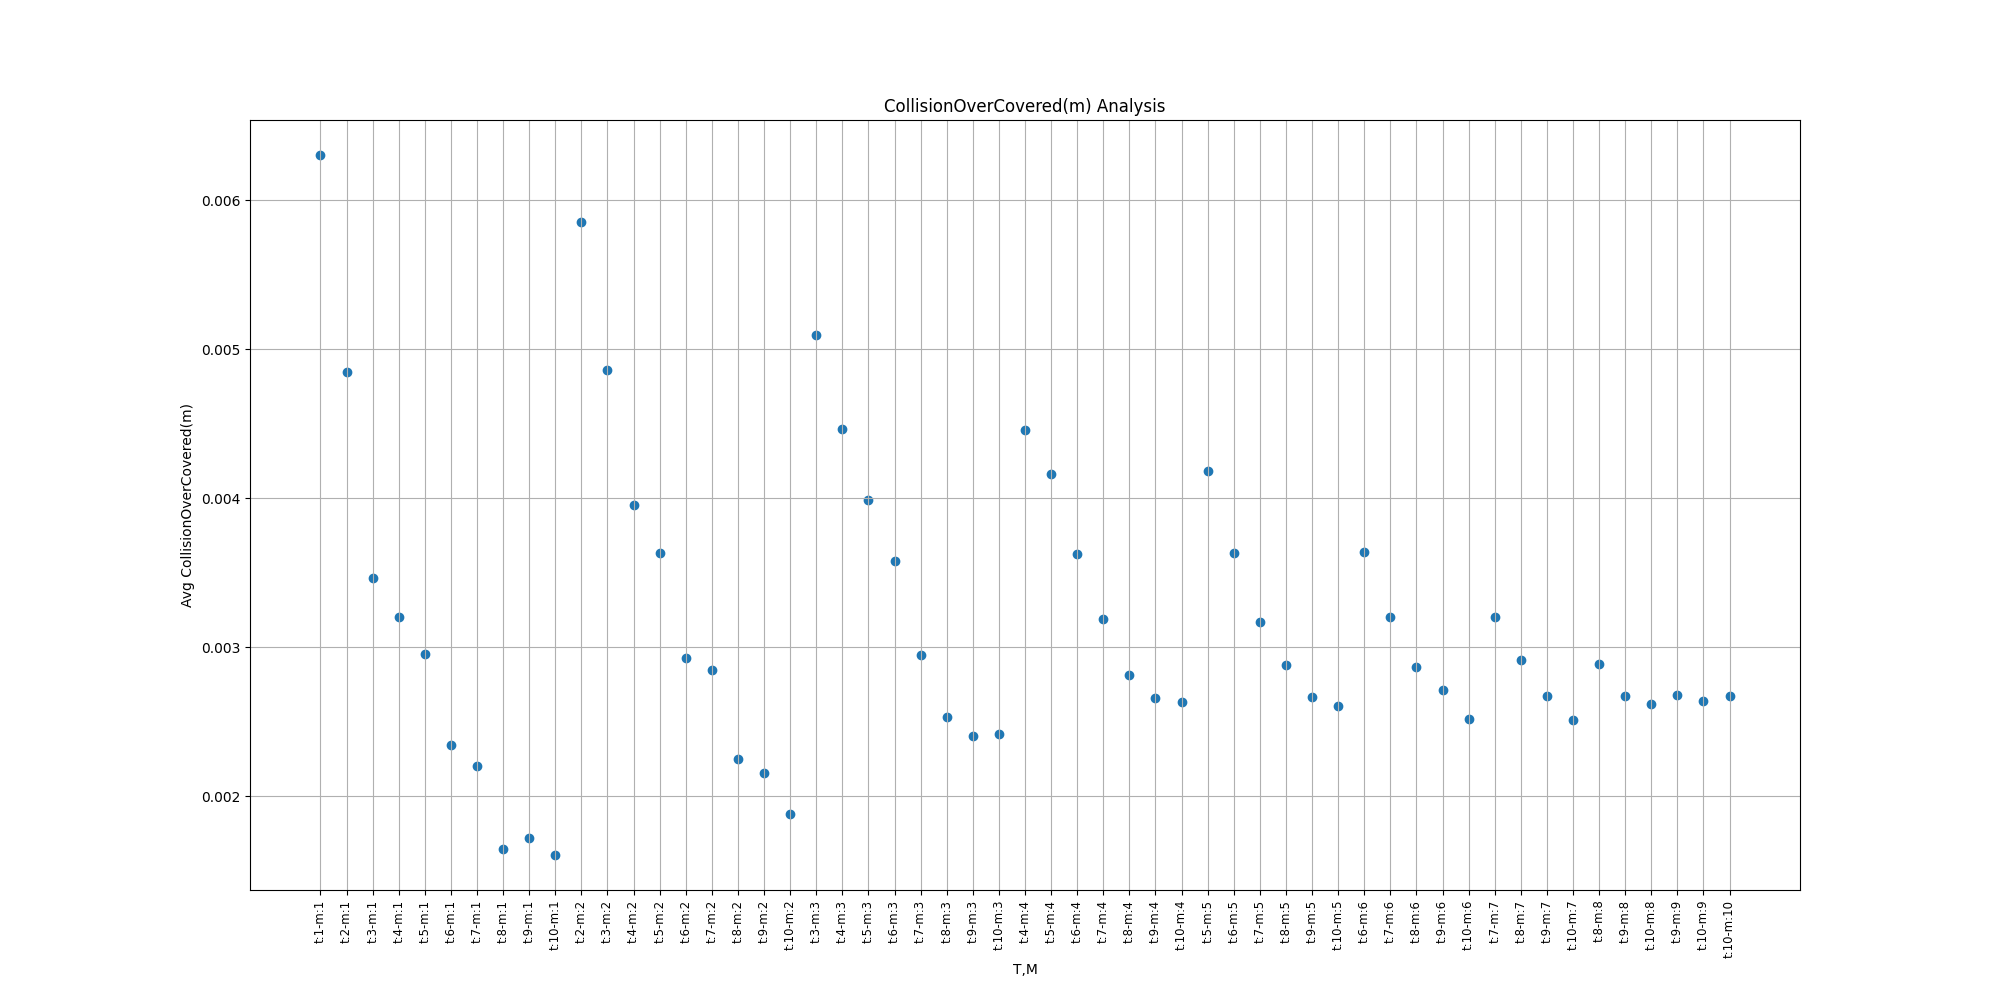 CollisionOverCovered(m) Analysis
0.006
0.005
0.004
0.003
0.002
Avg CollisionOverCovered(m)
t:1-m:1
t:2-m:1
t:3-m:1
t:4-m:1
t:5-m:1
t:6-m:1
t:7-m:1
t:8-m:1
t:9-m:1
t:10-m:1
t:2-m:2
t:3-m:2
t:4-m:2
t:5-m:2
t:6-m:2
t:7-m:2
t:8-m:2
t:9-m:2
t:10-m:2
t:3-m:3
t:4-m:3
t:5-m:3
t:6-m:3
t:7-m:3
t:8-m:3
t:9-m:3
t:10-m:3
t:4-m:4
t:5-m:4
t:6-m:4
t:7-m:4
t:8-m:4
t:9-m:4
t:10-m:4
t:5-m:5
t:6-m:5
t:7-m:5
t:8-m:5
t:9-m:5
t:10-m:5
t:6-m:6
t:7-m:6
t:8-m:6
t:9-m:6
t:10-m:6
t:7-m:7
t:8-m:7
t:9-m:7
t:10-m:7
t:8-m:8
t:9-m:8
t:10-m:8
t:9-m:9
t:10-m:9
t:10-m:10
T,M